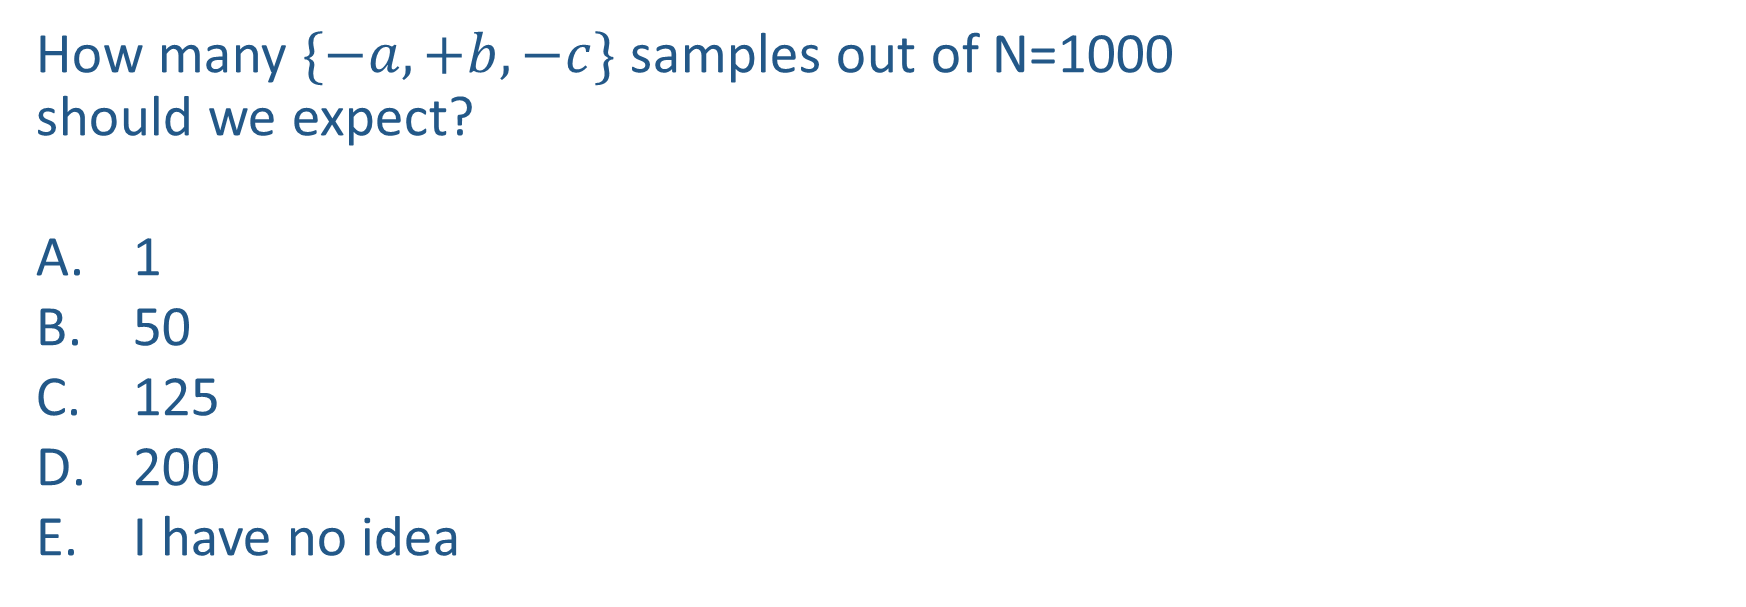 How many {−a, +b, −c} samples out of N=1000
should we expect?
A. 1
B. 50
C. 125
D. 200
E. I have no idea